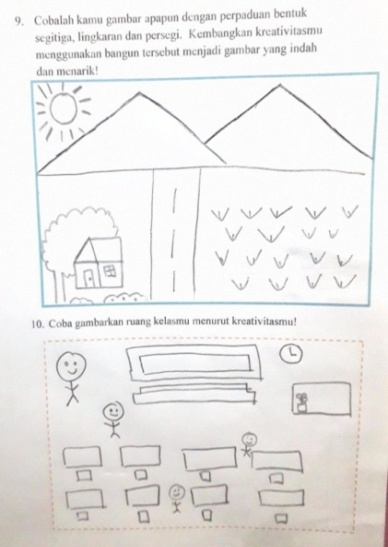 9. Cobalah kamu gambar apapun dengan perpaduan bentuk
segitiga, lingkaran dan persegi. Kembangkan kreativitasmu
menggunakan bangun tersebut menjadi gambar yang indah
dan menarik!
10. Coba gambarkan ruang kelasmu menurut kreativitasmu!